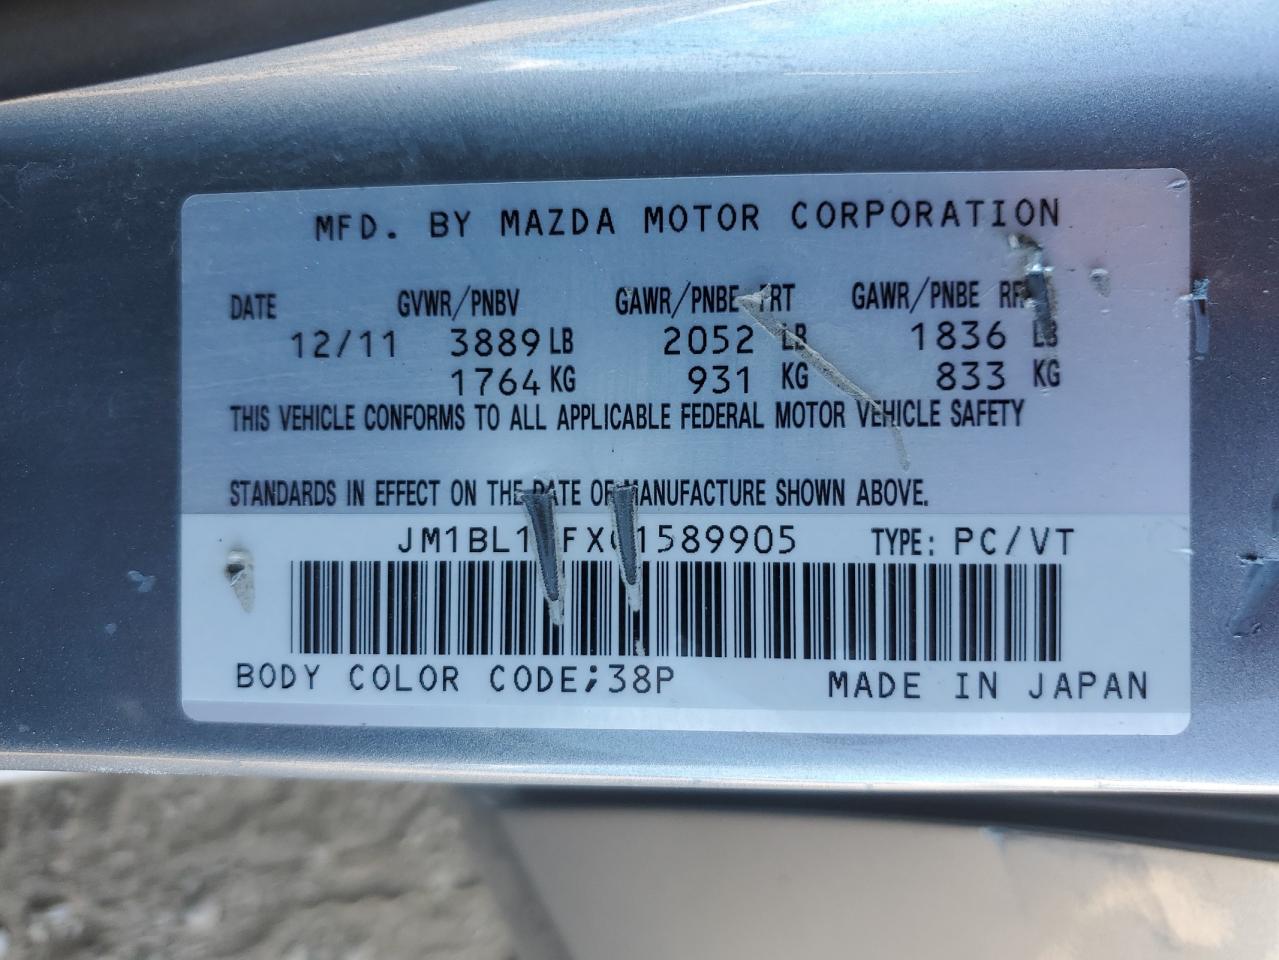 MFD. BY MAZDA MOTOR CORPORATION
DATE GVWR/PNBV GAWR/PNBE FRT GAWR/PNBE RR
12/11 3889 LB 2052 LB 1836 LB
1764 KG 931 KG 833 KG
THIS VEHICLE CONFORMS TO ALL APPLICABLE FEDERAL MOTOR VEHICLE SAFETY
STANDARDS IN EFFECT ON THE DATE OF MANUFACTURE SHOWN ABOVE.
TYPE: PC/VT
BODY COLOR CODE;38P MADE IN JAPAN